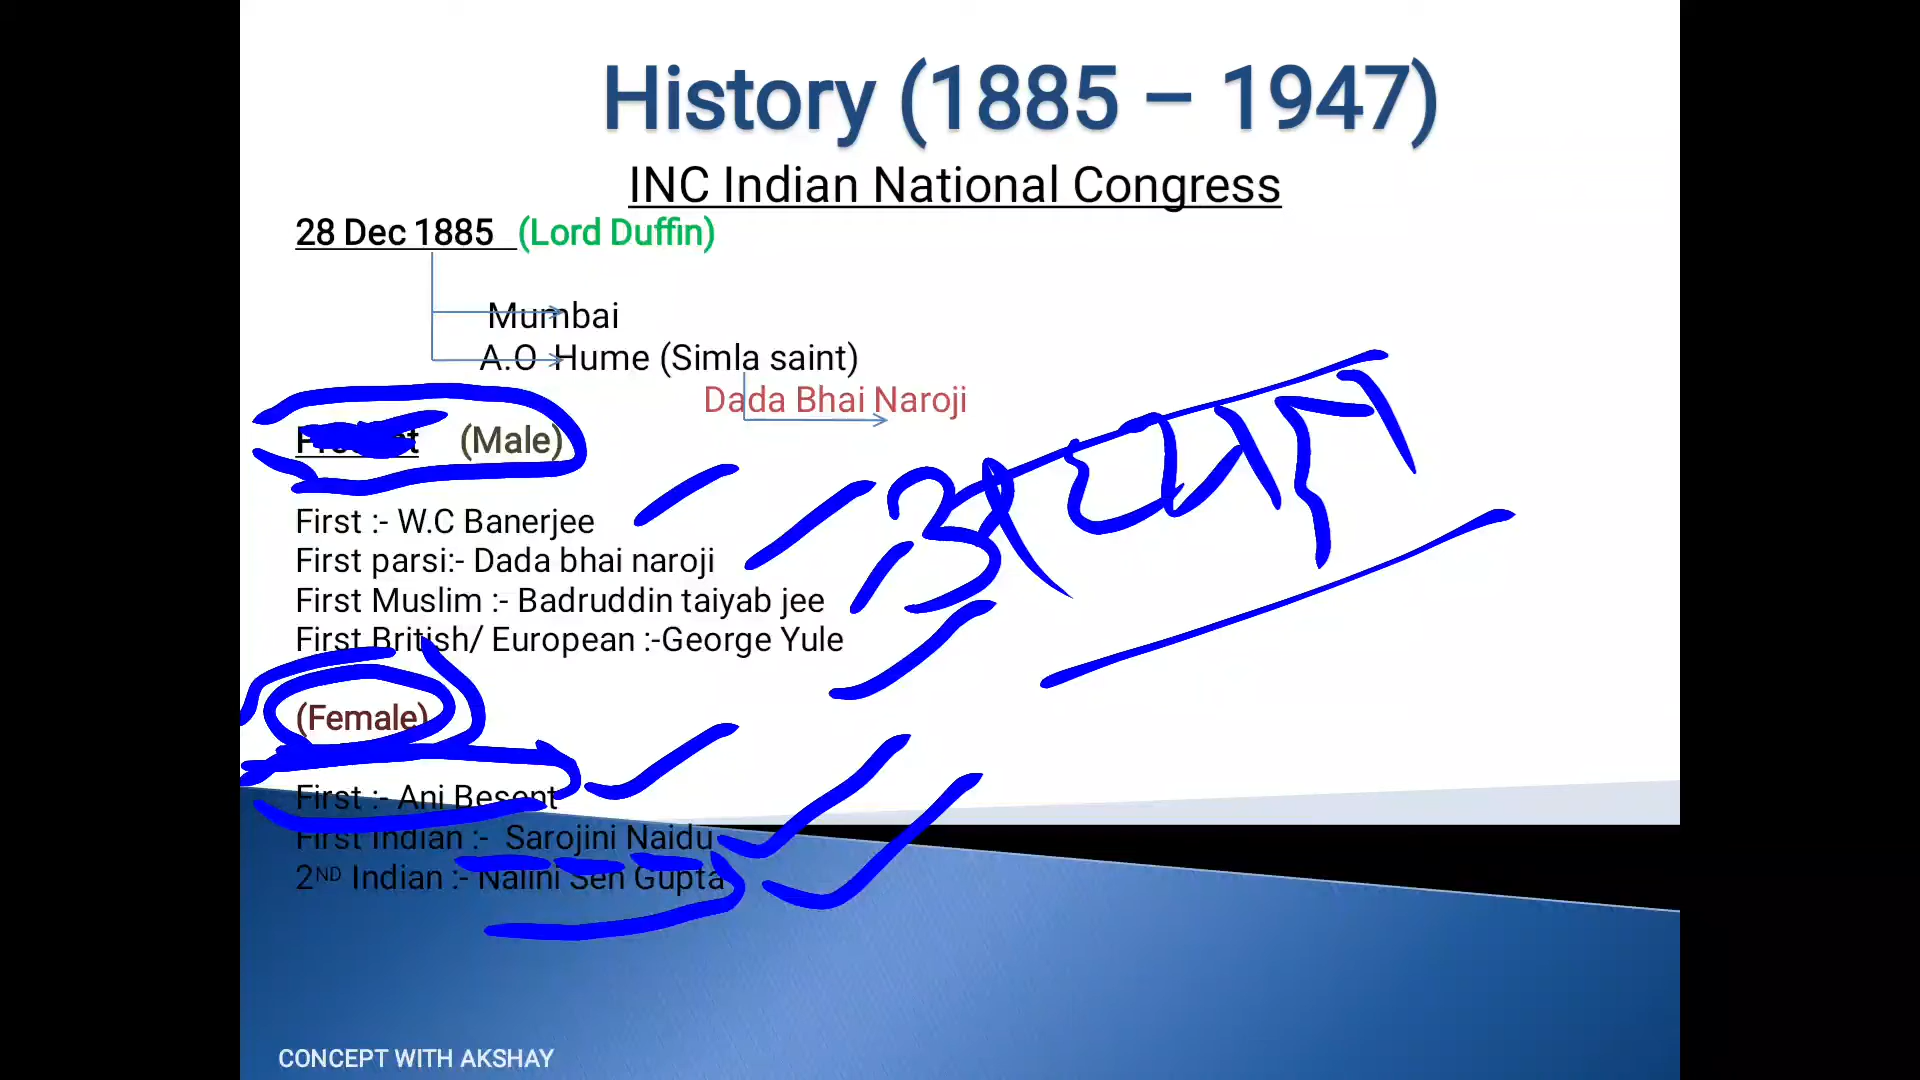 History (1885 – 1947)
INC Indian National Congress
28 Dec 1885 (Lord Duffin)
Mumbai
A.O Hume (Simla saint)
Dada Bhai Naroji
(Male)
First :- W.C Banerjee
First parsi:- Dada bhai naroji
First Muslim :- Badruddin taiyab jee
First British/ European :-George Yule
(Female)
First :- Ani Besent
First Indian :- Sarojini Naidu
2ND Indian :- Nalini Sen Gupta
CONCEPT WITH AKSHAY